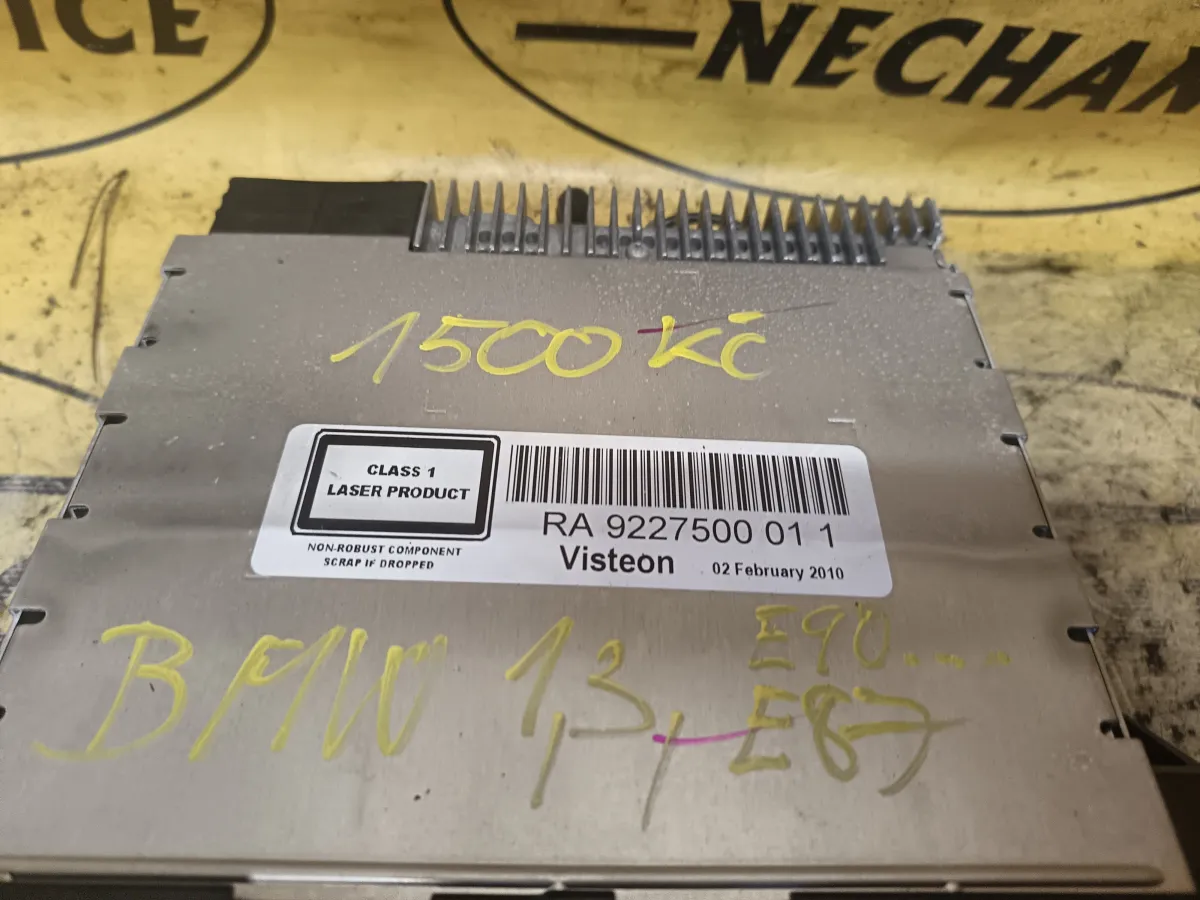 ICE
NECHAN
1500 Kč
CLASS 1
LASER PRODUCT
NON-ROBUST COMPONENT
SCRAP IF DROPPED
RA 9227500 01 1
Visteon 02 February 2010
BMW 1,3, E90....
E87